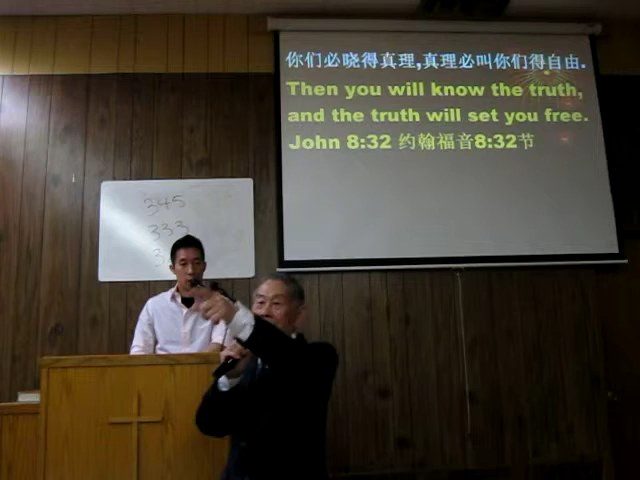 你们必晓得真理,真理必叫你们得自由.
Then you will know the truth,
and the truth will set you free.
John 8:32 约翰福音8:32节
345
333